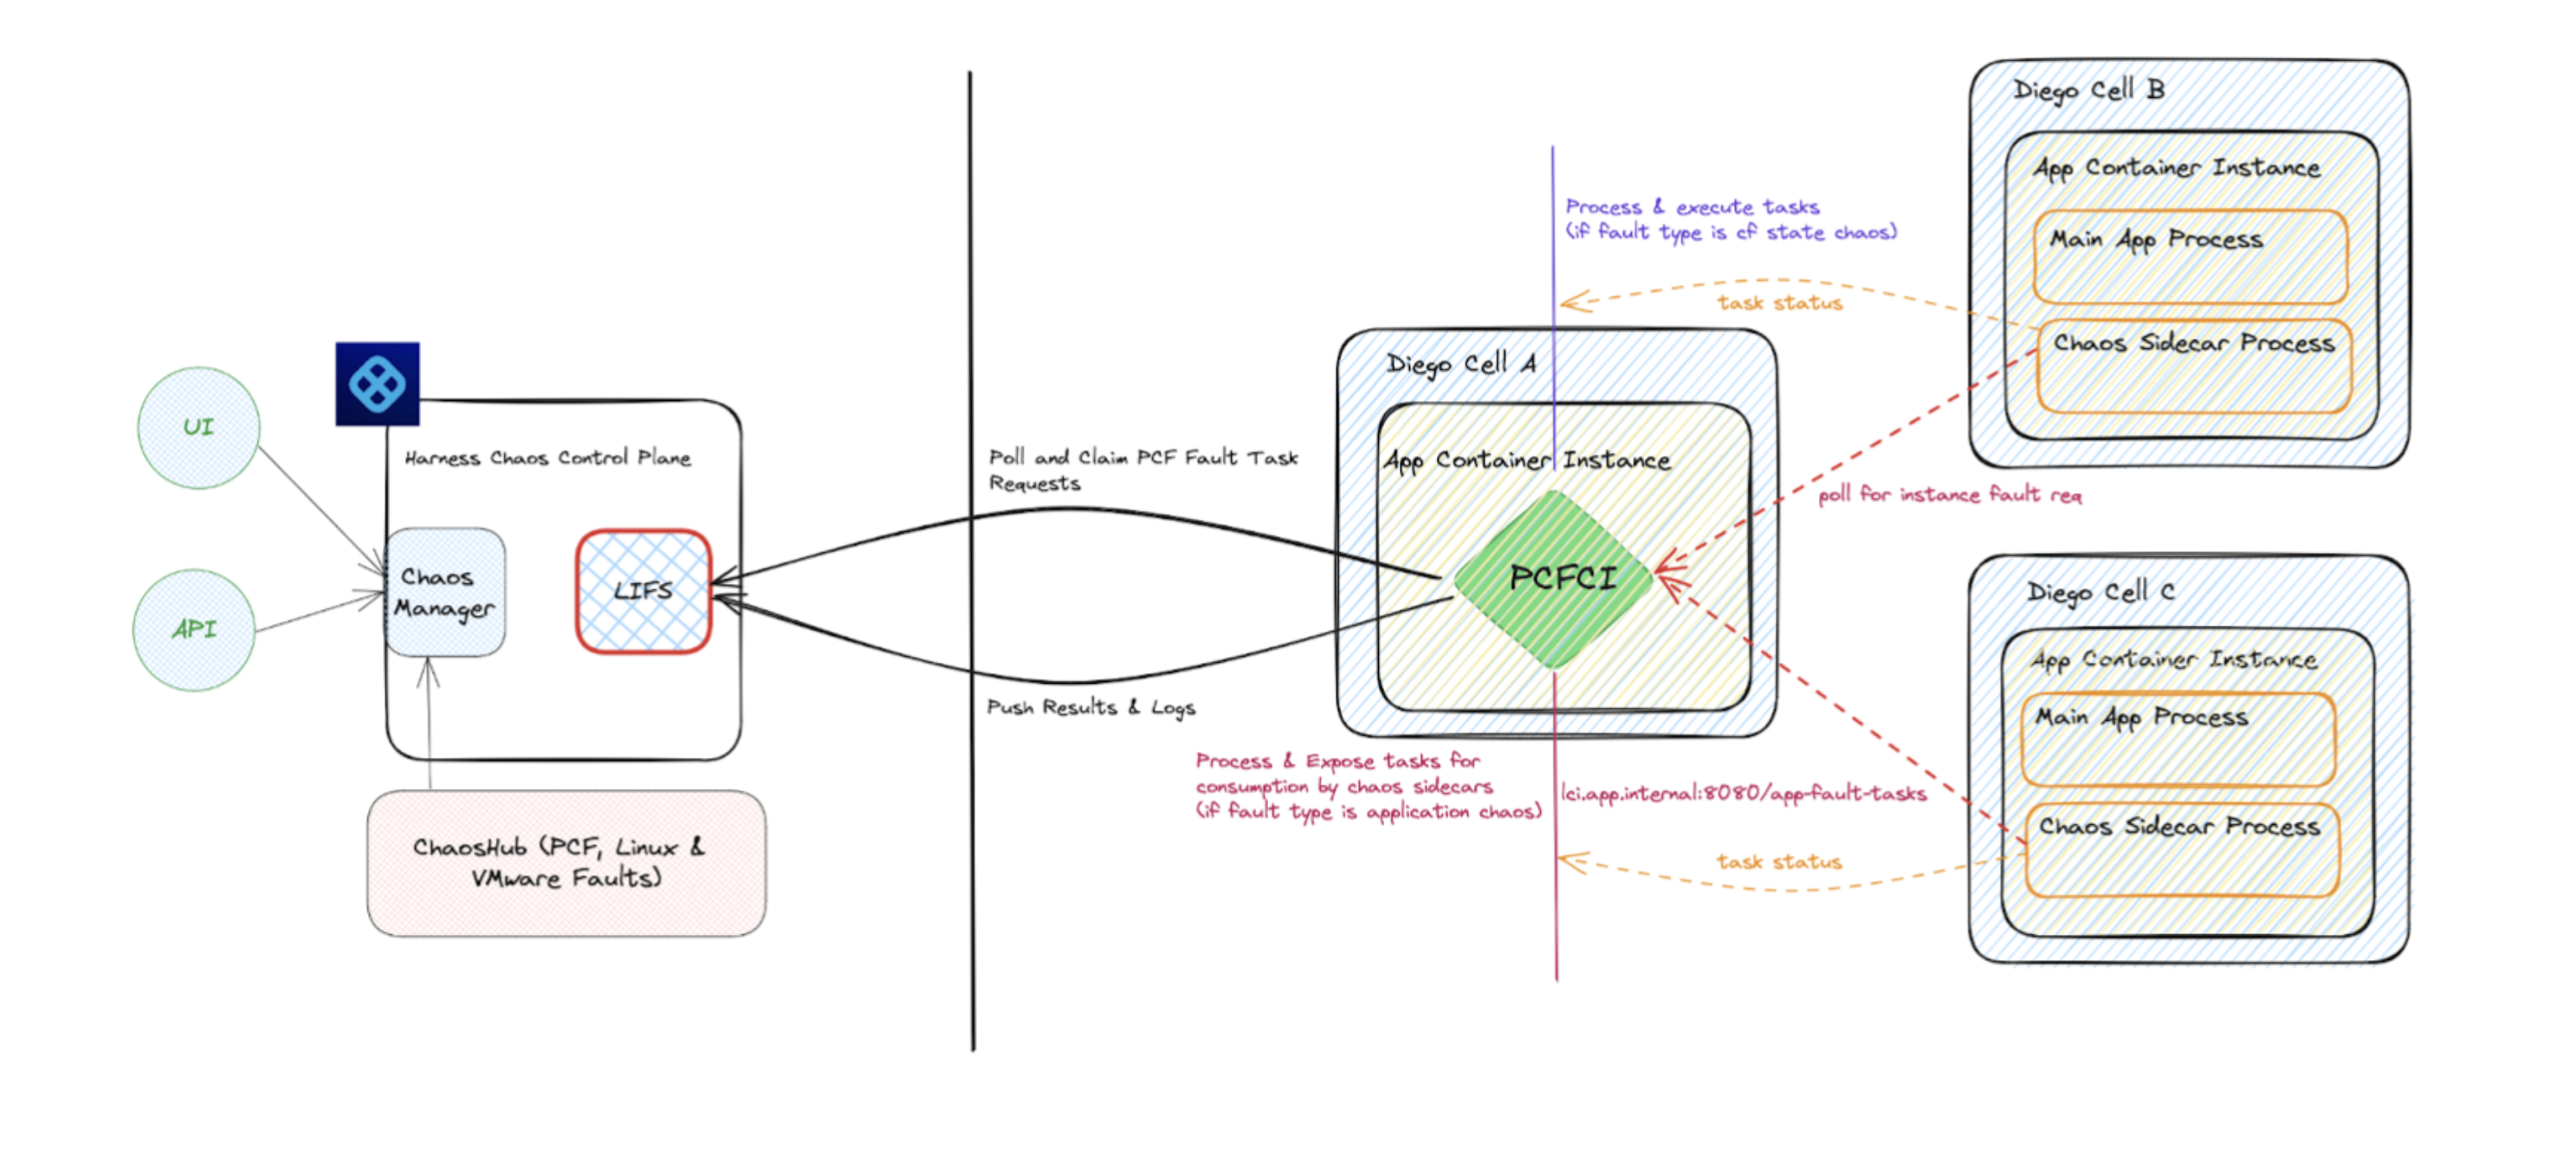 UI
API
Harness Chaos Control Plane
Chaos
Manager
LIFS
ChaosHub (PCF, Linux &
VMware Faults)
Poll and Claim PCF Fault Task
Requests
Push Results & Logs
Diego Cell A
App Container Instance
PCFCI
Process & execute tasks
(if fault type is cf state chaos)
task status
Process & Expose tasks for
consumption by chaos sidecars
(if fault type is application chaos)
lci.app.internal:8080/app-fault-tasks
task status
poll for instance fault req
Diego Cell B
App Container Instance
Main App Process
Chaos Sidecar Process
Diego Cell C
App Container Instance
Main App Process
Chaos Sidecar Process